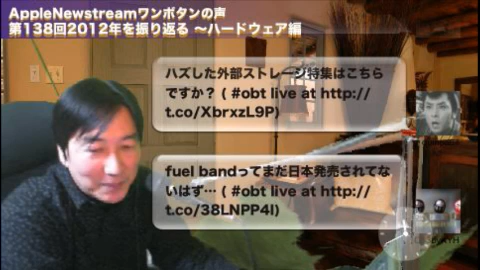 AppleNewstreamワンボタンの声
第138回2012年を振り返る ～ハードウェア編
ハズした外部ストレージ特集はこちら
ですか？ ( #obt live at http://
t.co/XbrxzL9P)
fuel bandってまだ日本発売されてな
いはず… ( #obt live at http://
t.co/38LNPP4I)